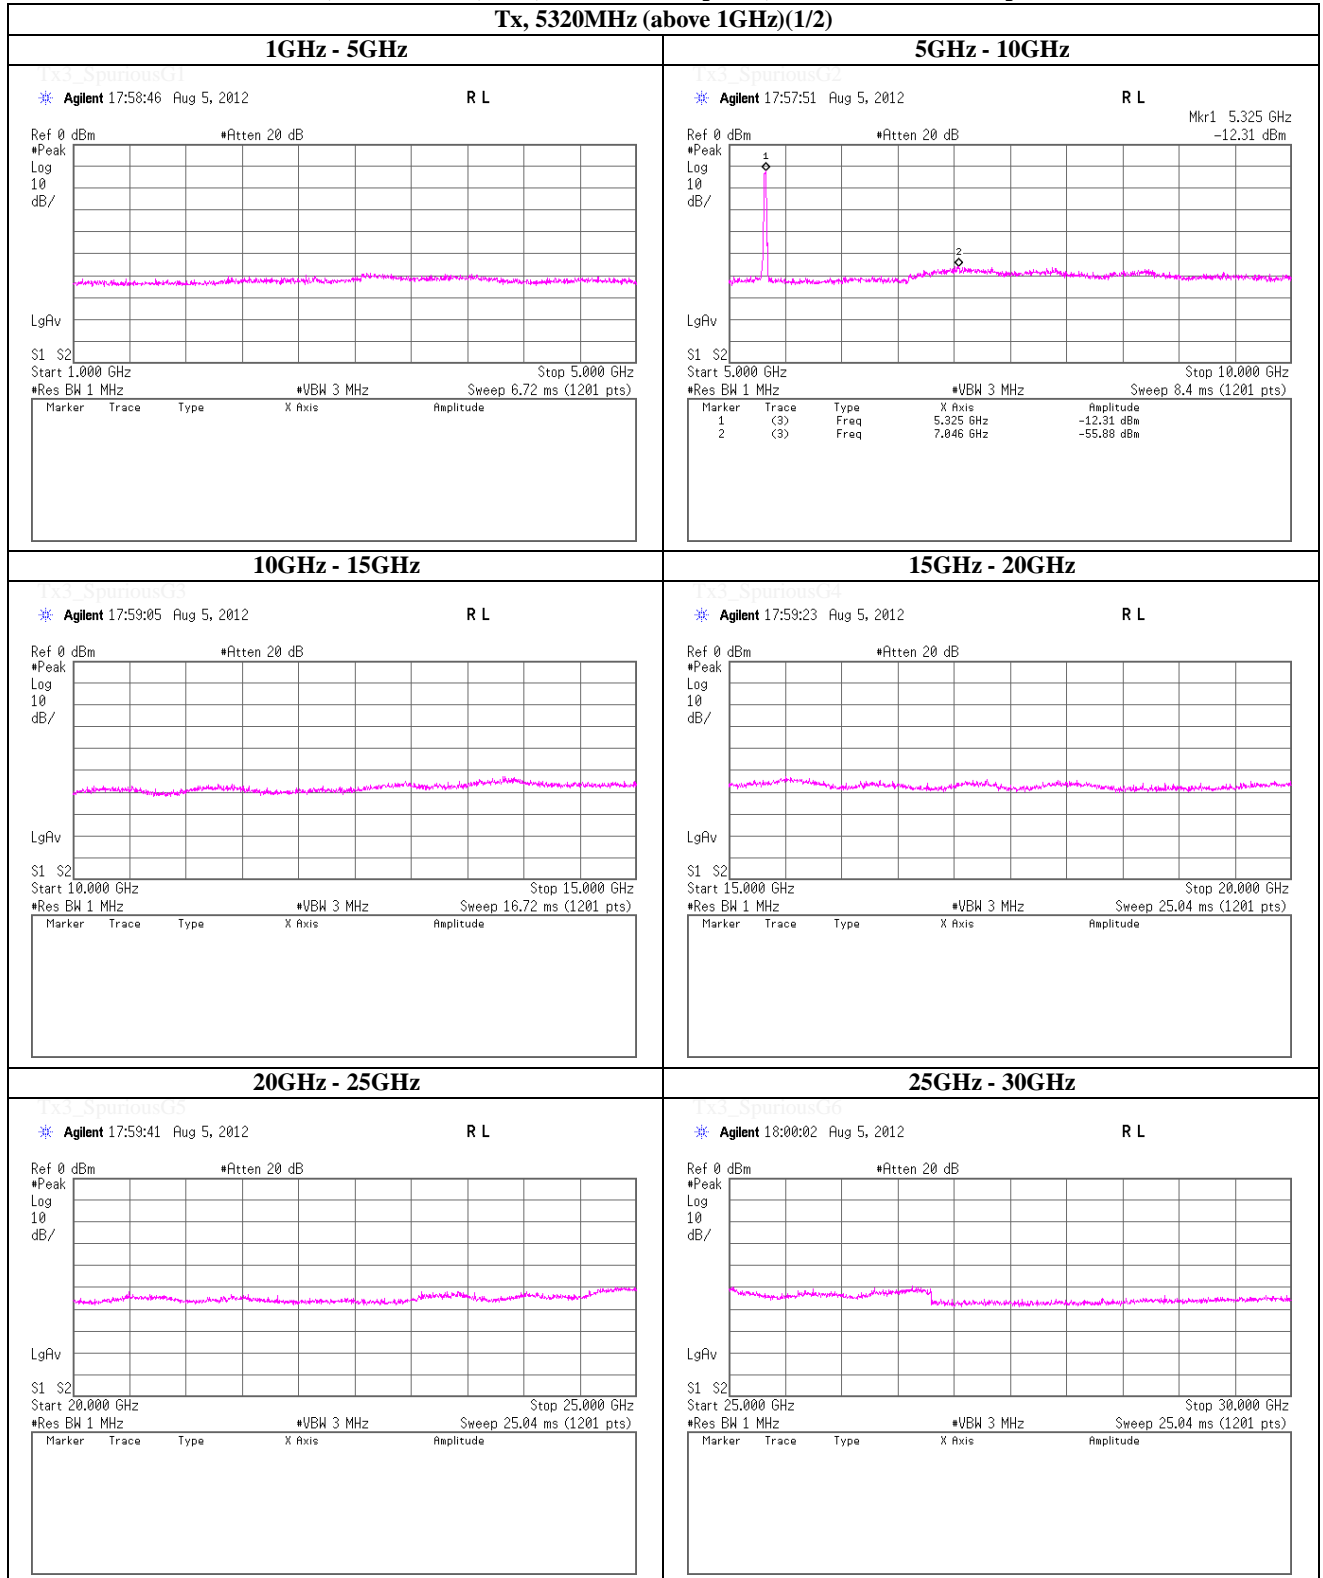 Tx, 5320MHz (above 1GHz)(1/2)
1GHz - 5GHz
Tx3_SpuriousG1
Agilent 17:58:46 Aug 5, 2012 R L
Ref 0 dBm #Atten 20 dB
#Peak
Log
10
dB/
LgAv
S1 S2
Start 1.000 GHz Stop 5.000 GHz
#Res BW 1 MHz #VBW 3 MHz Sweep 6.72 ms (1201 pts)
Marker Trace Type X Axis Amplitude
5GHz - 10GHz
Tx3_SpuriousG2
Agilent 17:57:51 Aug 5, 2012 R L
Mkr1 5.325 GHz
Ref 0 dBm #Atten 20 dB -12.31 dBm
#Peak
Log
10
dB/
1
2
LgAv
S1 S2
Start 5.000 GHz Stop 10.000 GHz
#Res BW 1 MHz #VBW 3 MHz Sweep 8.4 ms (1201 pts)
Marker Trace Type X Axis Amplitude
1 (3) Freq 5.325 GHz -12.31 dBm
2 (3) Freq 7.046 GHz -55.88 dBm
10GHz - 15GHz
Tx3_SpuriousG3
Agilent 17:59:05 Aug 5, 2012 R L
Ref 0 dBm #Atten 20 dB
#Peak
Log
10
dB/
LgAv
S1 S2
Start 10.000 GHz Stop 15.000 GHz
#Res BW 1 MHz #VBW 3 MHz Sweep 16.72 ms (1201 pts)
Marker Trace Type X Axis Amplitude
15GHz - 20GHz
Tx3_SpuriousG4
Agilent 17:59:23 Aug 5, 2012 R L
Ref 0 dBm #Atten 20 dB
#Peak
Log
10
dB/
LgAv
S1 S2
Start 15.000 GHz Stop 20.000 GHz
#Res BW 1 MHz #VBW 3 MHz Sweep 25.04 ms (1201 pts)
Marker Trace Type X Axis Amplitude
20GHz - 25GHz
Tx3_SpuriousG5
Agilent 17:59:41 Aug 5, 2012 R L
Ref 0 dBm #Atten 20 dB
#Peak
Log
10
dB/
LgAv
S1 S2
Start 20.000 GHz Stop 25.000 GHz
#Res BW 1 MHz #VBW 3 MHz Sweep 25.04 ms (1201 pts)
Marker Trace Type X Axis Amplitude
25GHz - 30GHz
Tx3_SpuriousG6
Agilent 18:00:02 Aug 5, 2012 R L
Ref 0 dBm #Atten 20 dB
#Peak
Log
10
dB/
LgAv
S1 S2
Start 25.000 GHz Stop 30.000 GHz
#Res BW 1 MHz #VBW 3 MHz Sweep 25.04 ms (1201 pts)
Marker Trace Type X Axis Amplitude